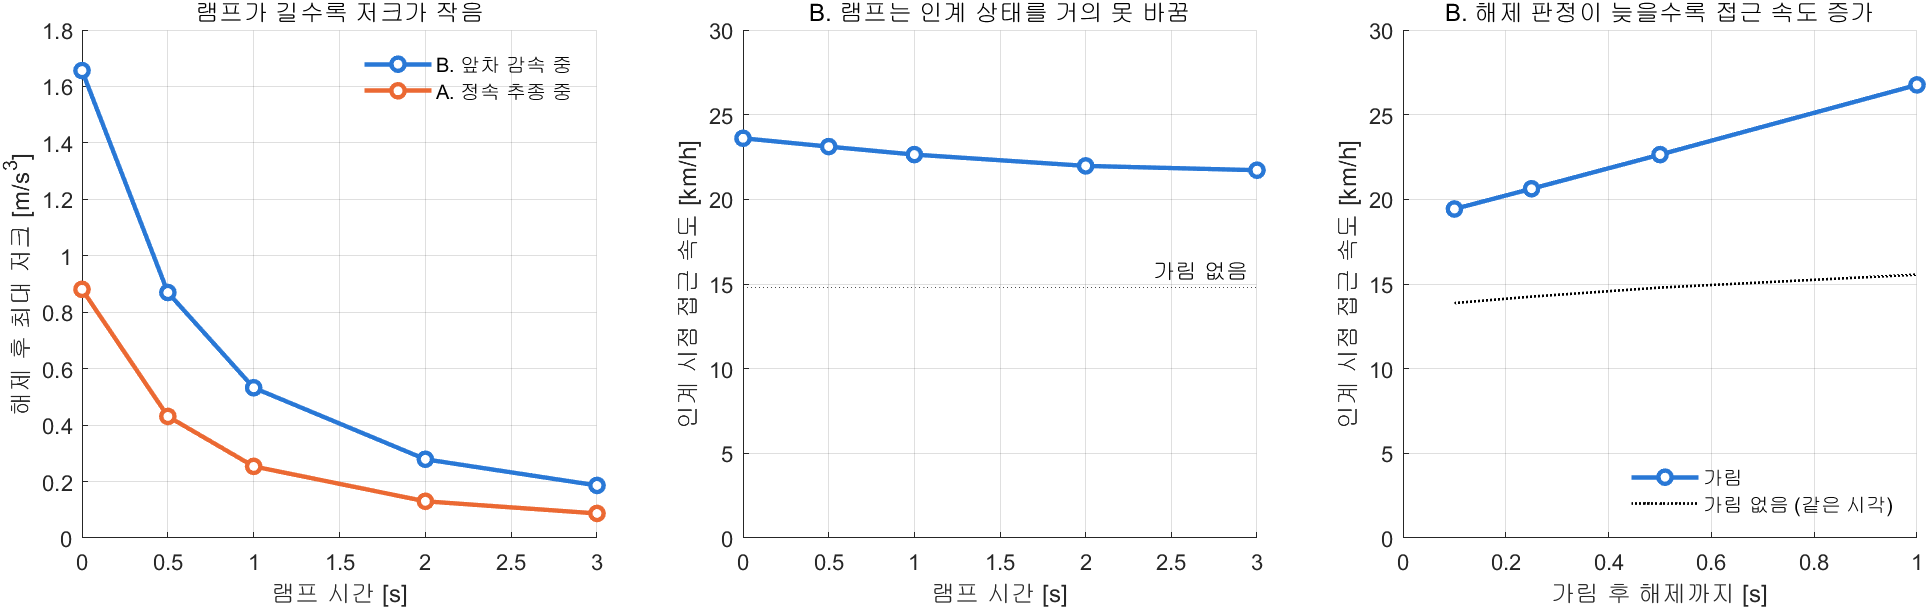 램프가 길수록 저크가 작음
1.8
1.6
1.4
1.2
1
0.8
0.6
0.4
0.2
0
해제 후 최대 저크 [m/s³]
B. 앞차 감속 중
A. 정속 추종 중
0 0.5 1 1.5 2 2.5 3
램프 시간 [s]
B. 램프는 인계 상태를 거의 못 바꿈
30
25
20
15
10
5
0
인계 시점 접근 속도 [km/h]
가림 없음
0 0.5 1 1.5 2 2.5 3
램프 시간 [s]
B. 해제 판정이 늦을수록 접근 속도 증가
30
25
20
15
10
5
0
인계 시점 접근 속도 [km/h]
가림
가림 없음 (같은 시각)
0 0.2 0.4 0.6 0.8 1
가림 후 해제까지 [s]